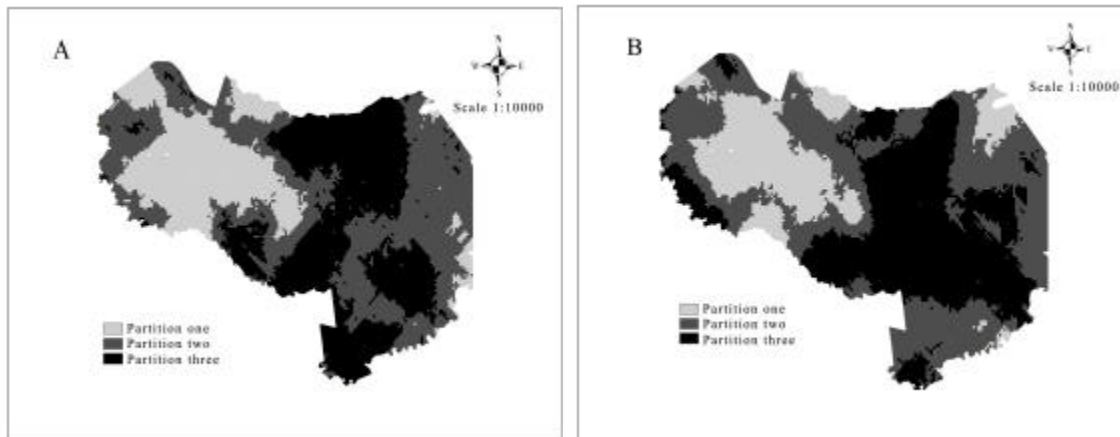 A
N
W E
S
Scale 1:10000
Partition one
Partition two
Partition three
B
N
W E
S
Scale 1:10000
Partition one
Partition two
Partition three